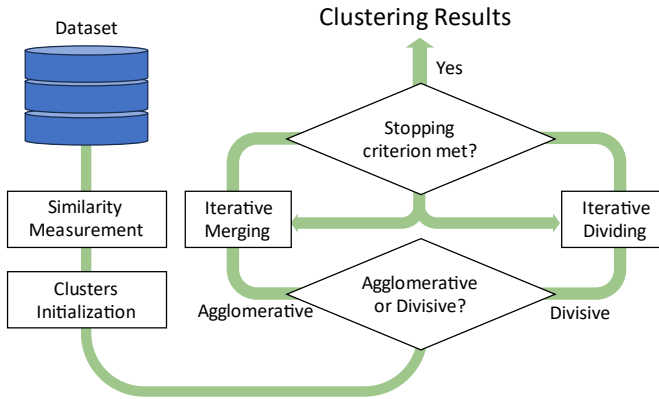 Dataset
Clustering Results
Yes
Stopping
criterion met?
Similarity
Measurement
Iterative
Merging
Iterative
Dividing
Clusters
Initialization
Agglomerative
or Divisive?
Agglomerative
Divisive